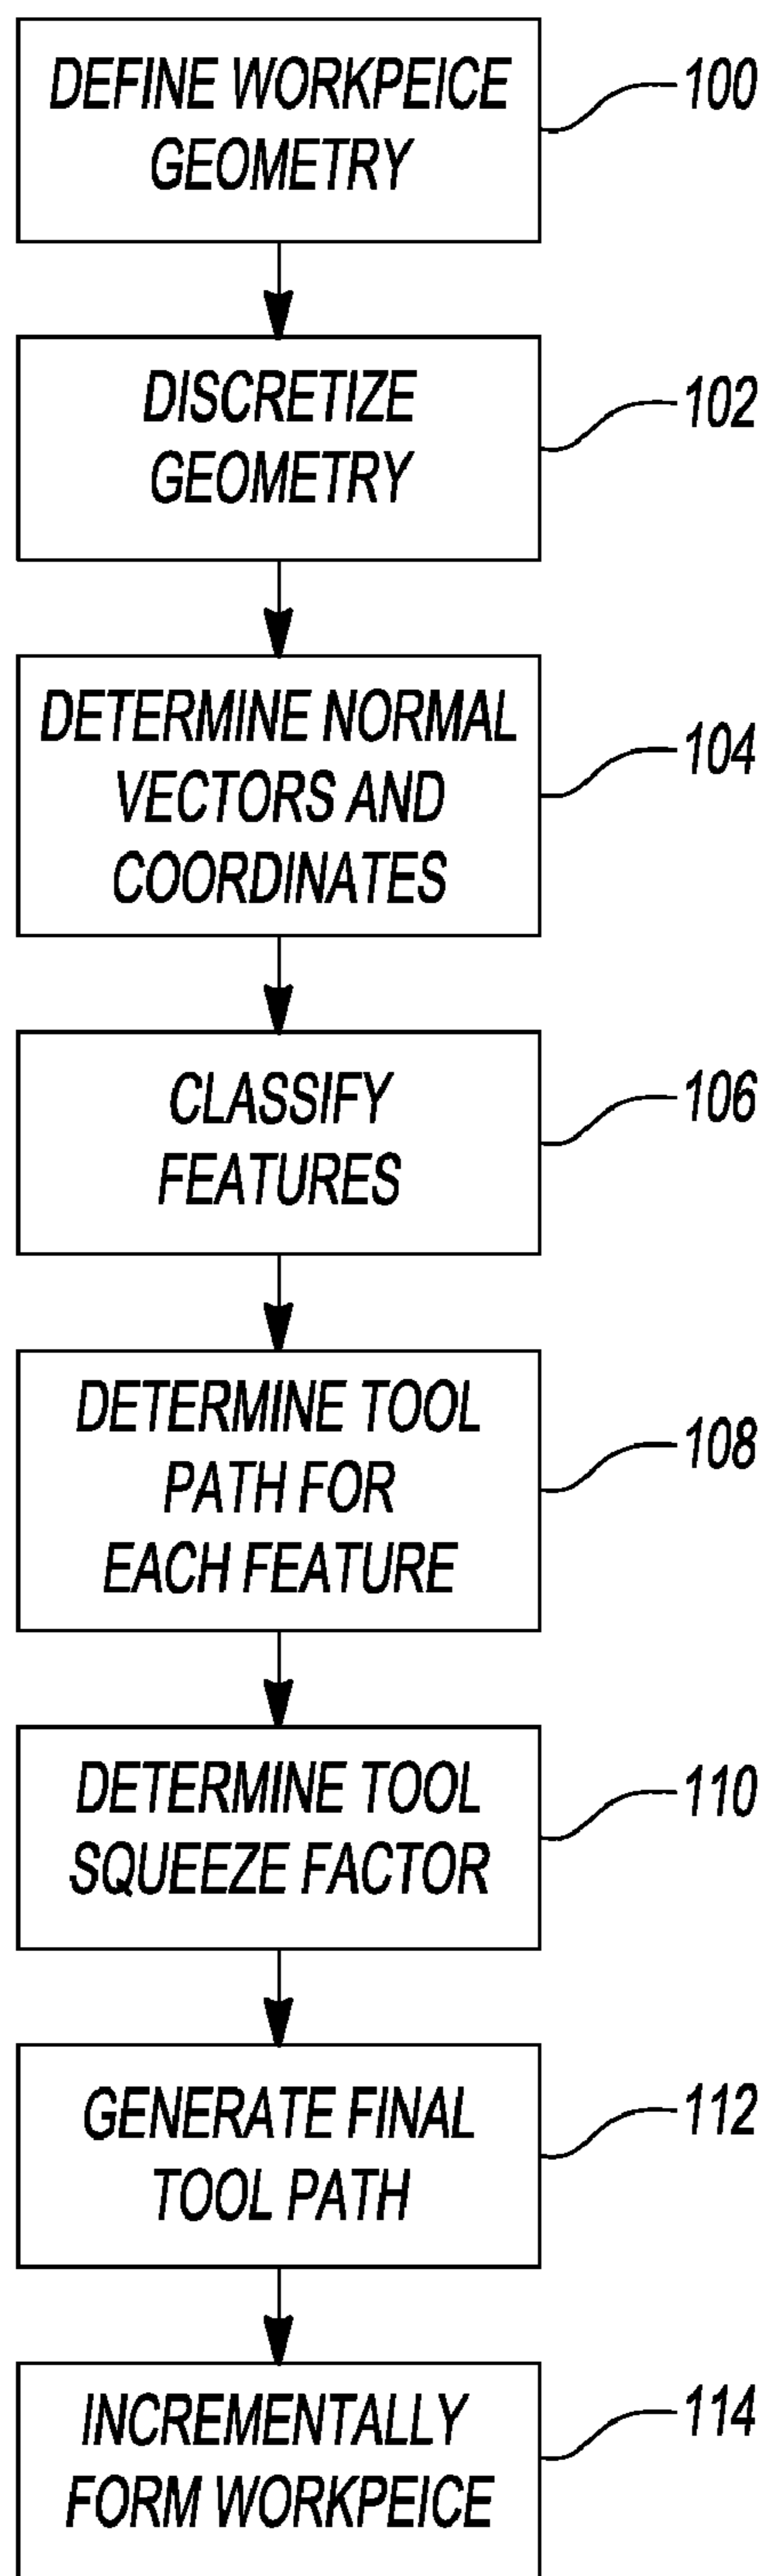 DEFINE WORKPEICE
GEOMETRY
100
DISCRETIZE
GEOMETRY
102
DETERMINE NORMAL
VECTORS AND
COORDINATES
104
CLASSIFY
FEATURES
106
DETERMINE TOOL
PATH FOR
EACH FEATURE
108
DETERMINE TOOL
SQUEEZE FACTOR
110
GENERATE FINAL
TOOL PATH
112
INCREMENTALLY
FORM WORKPEICE
114